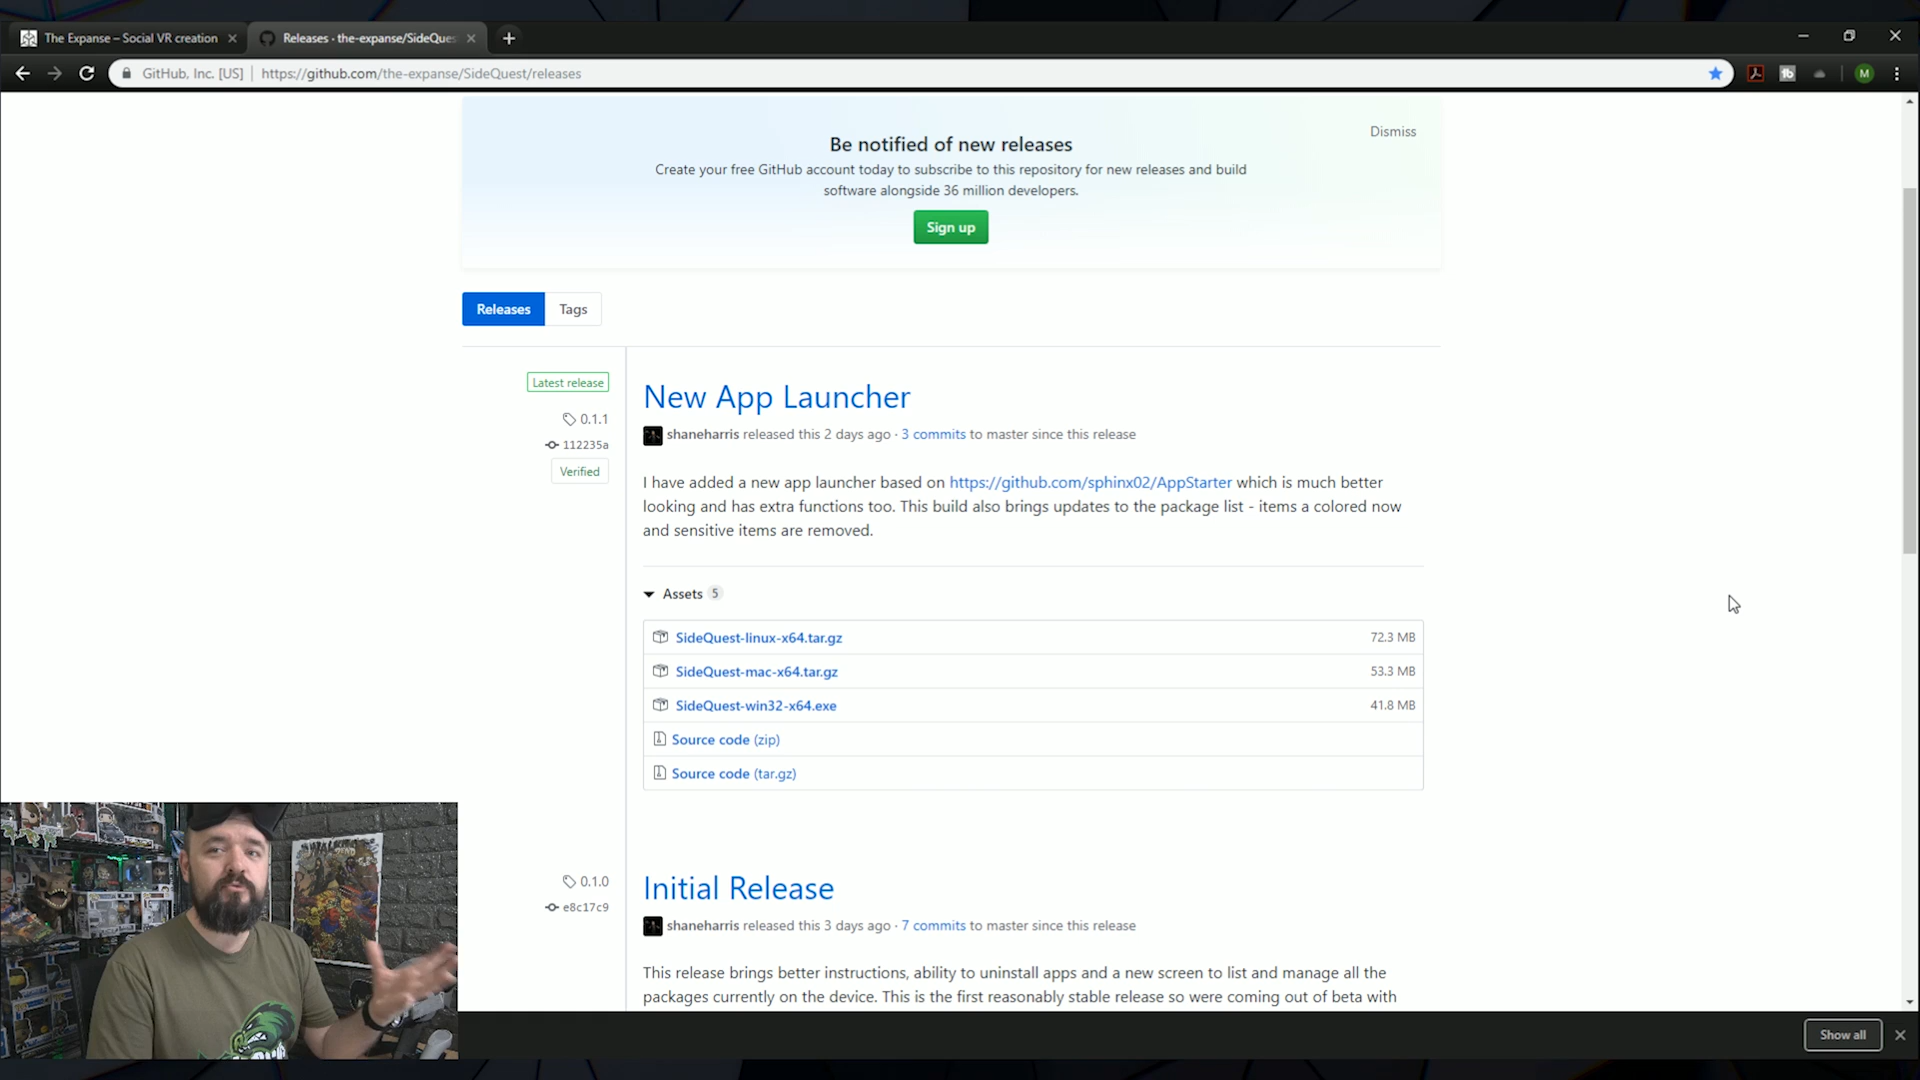 The Expanse – Social VR creation
Releases · the-expanse/SideQues
GitHub, Inc. [US]
https://github.com/the-expanse/SideQuest/releases
M
Be notified of new releases
Dismiss
Create your free GitHub account today to subscribe to this repository for new releases and build
software alongside 36 million developers.
Sign up
Releases
Tags
Latest release
0.1.1
112235a
Verified
New App Launcher
shaneharris released this 2 days ago · 3 commits to master since this release
I have added a new app launcher based on https://github.com/sphinx02/AppStarter which is much better
looking and has extra functions too. This build also brings updates to the package list - items a colored now
and sensitive items are removed.
Assets 5
SideQuest-linux-x64.tar.gz 72.3 MB
SideQuest-mac-x64.tar.gz 53.3 MB
SideQuest-win32-x64.exe 41.8 MB
Source code (zip)
Source code (tar.gz)
0.1.0
e8c17c9
Initial Release
shaneharris released this 3 days ago · 7 commits to master since this release
This release brings better instructions, ability to uninstall apps and a new screen to list and manage all the
packages currently on the device. This is the first reasonably stable release so were coming out of beta with
Show all